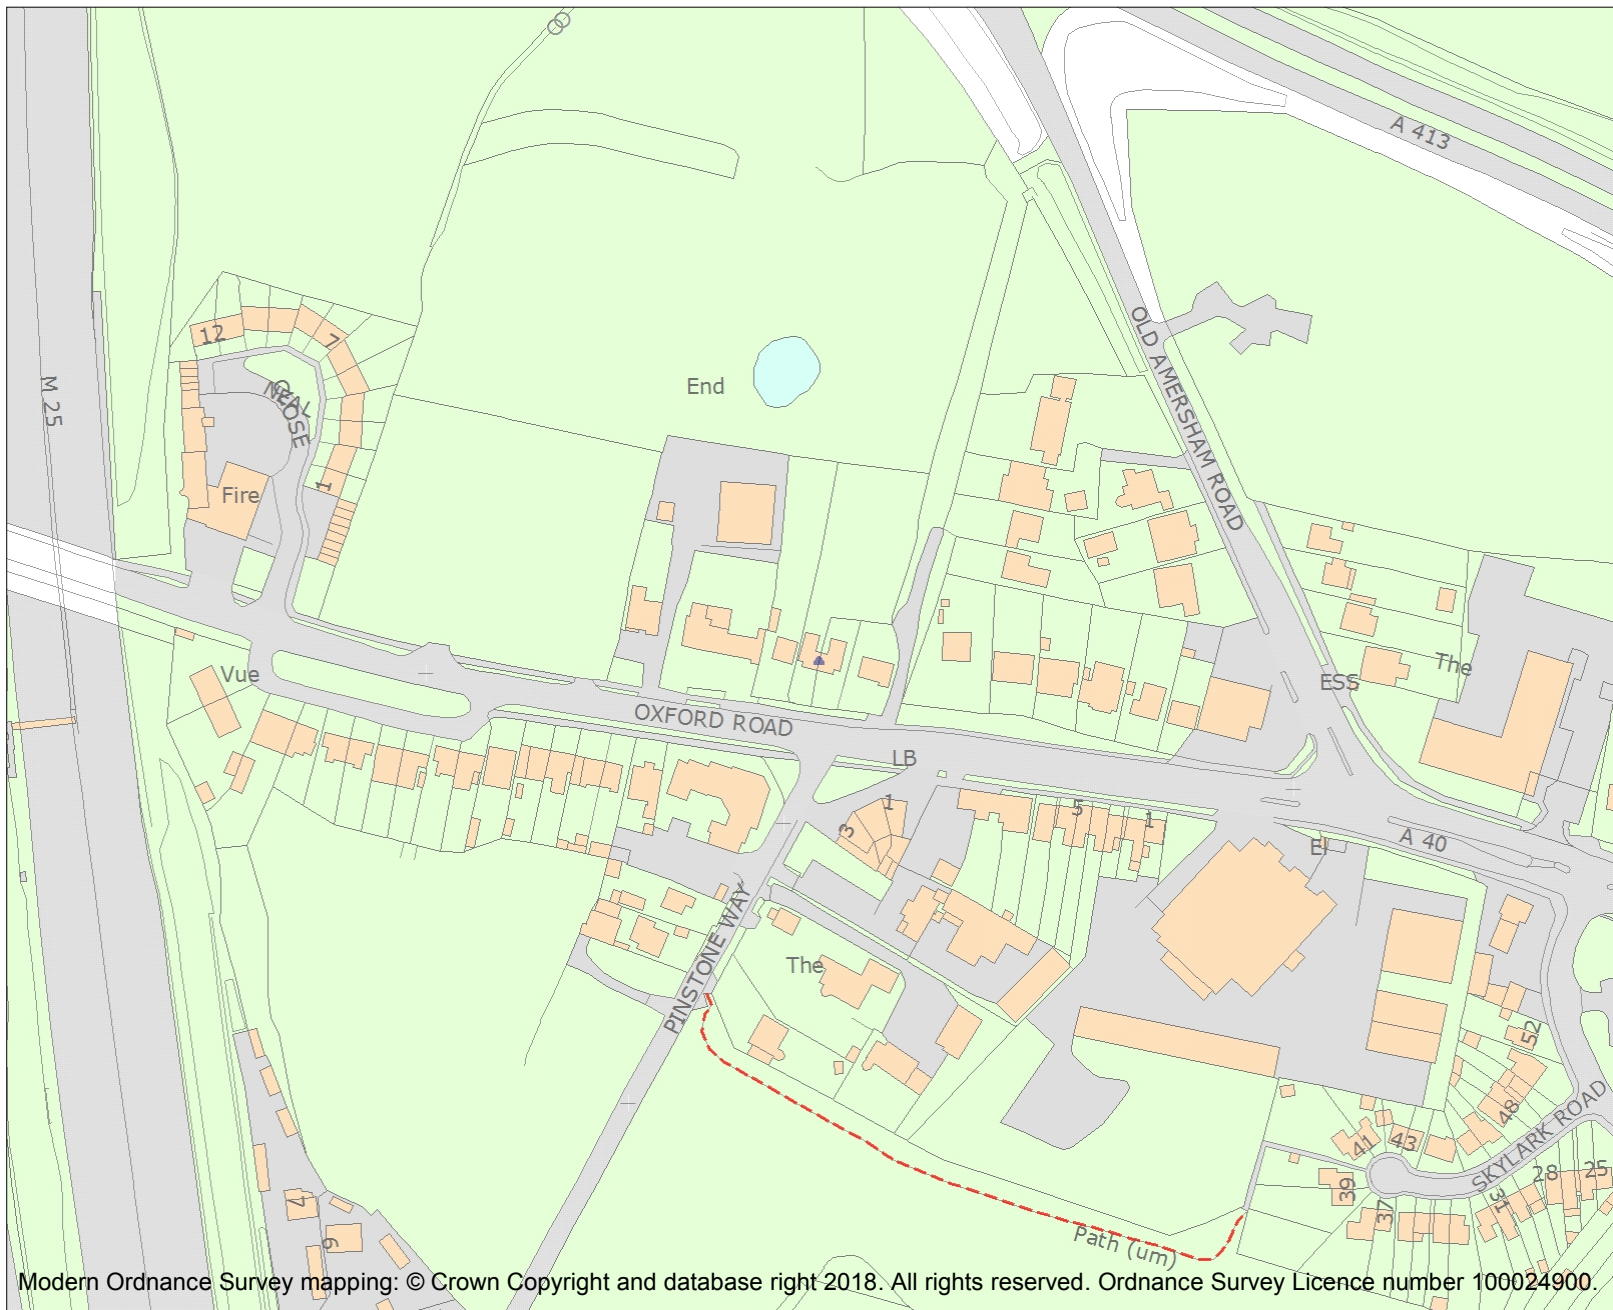 A 413
OLD AMERSHAM ROAD
12
7
M 25
NEAL
CLOSE
End
Fire
1
Vue
OXFORD ROAD
The
ESS
LB
1
3
5
1
A 40
El
PINSTONE WAY
The
52
48
SKYLARK ROAD
41
43
39
37
31
28
25
7
6
Path (um)
Modern Ordnance Survey mapping: © Crown Copyright and database right 2018. All rights reserved. Ordnance Survey Licence number 100024900.